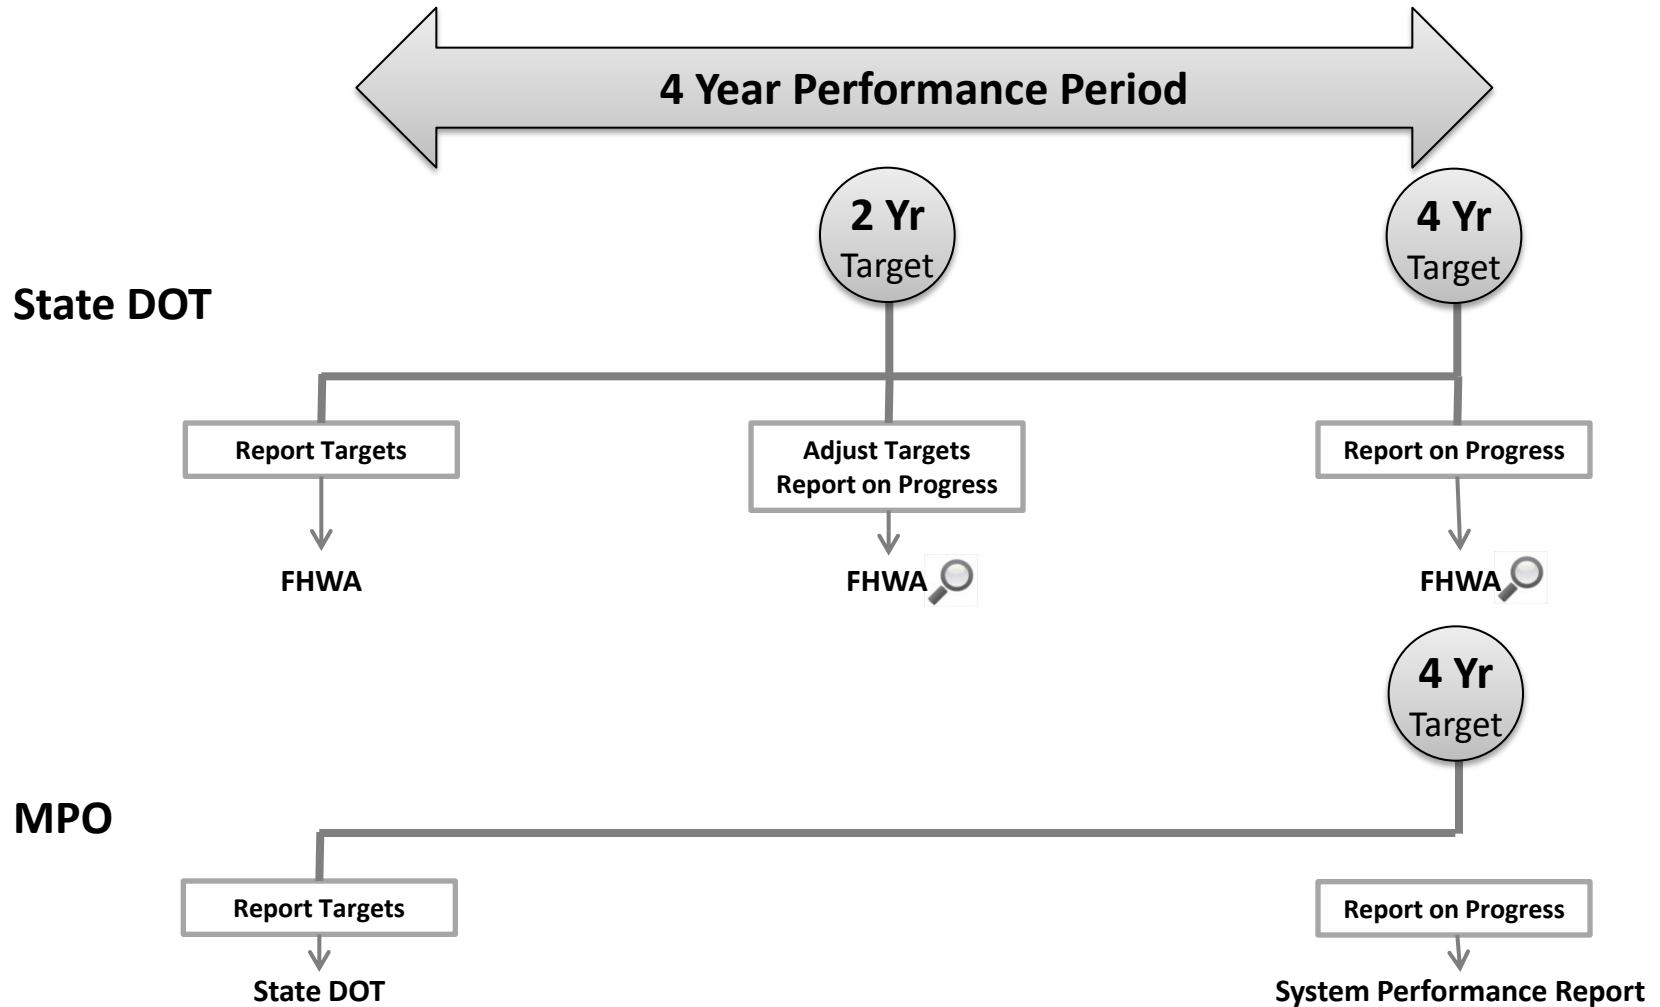 4 Year Performance Period
2 Yr
Target
4 Yr
Target
State DOT
Report Targets
Adjust Targets
Report on Progress
Report on Progress
FHWA
FHWA
FHWA
4 Yr
Target
MPO
Report Targets
Report on Progress
State DOT
System Performance Report